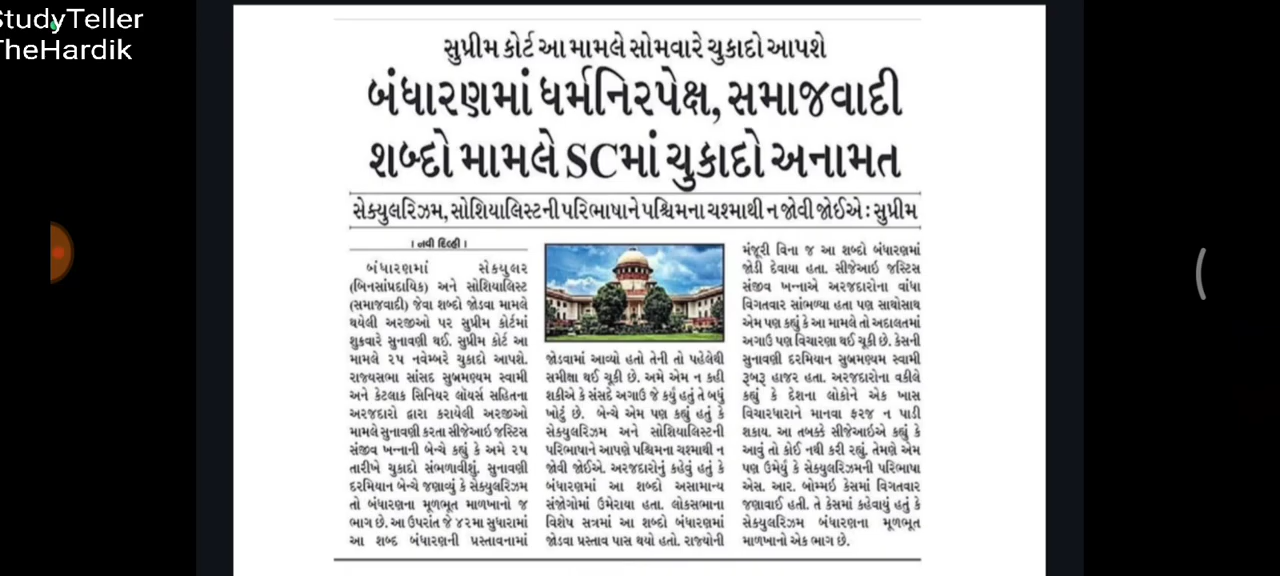 StudyTeller
TheHardik
સુપ્રીમ કોર્ટ આ મામલે સોમવારે ચુકાદો આપશે
બંધારણમાં ધર્મનિરપેક્ષ, સમાજવાદી
શબ્દો મામલે SCમાં ચુકાદો અનામત
સેક્યુલરિઝમ, સોશિયાલિસ્ટની પરિભાષાને પશ્ચિમના ચશ્માથી ન જોવી જોઈએ : સુપ્રીમ
। નવી દિલ્હી ।
બંધારણમાં સેક્યુલર
(બિનસાંપ્રદાયિક) અને સોશિયાલિસ્ટ
(સમાજવાદી) જેવા શબ્દો જોડવા મામલે
થયેલી અરજીઓ પર સુપ્રીમ કોર્ટમાં
શુક્રવારે સુનાવણી થઈ. સુપ્રીમ કોર્ટ આ
મામલે ૨૫ નવેમ્બરે ચુકાદો આપશે.
રાજ્યસભા સાંસદ સુબ્રમણ્યમ સ્વામી
અને કેટલાક સિનિયર લૉયર્સ સહિતના
અરજદારો દ્વારા કરાયેલી અરજીઓ
મામલે સુનાવણી કરતા સીજેઆઇ જસ્ટિસ
સંજીવ ખન્નાની બેન્ચે કહ્યું કે અમે ૨૫
તારીખે ચુકાદો સંભળાવીશું. સુનાવણી
દરમિયાન બેન્ચે જણાવ્યું કે સેક્યુલરિઝમ
તો બંધારણના મૂળભૂત માળખાનો જ
ભાગ છે. આ ઉપરાંત જે ૪૨મા સુધારામાં
આ શબ્દ બંધારણની પ્રસ્તાવનામાં
જોડવામાં આવ્યો હતો તેની તો પહેલેથી
સમીક્ષા થઈ ચૂકી છે. અમે એમ ન કહી
શકીએ કે સંસદે અગાઉ જે કર્યું હતું તે બધું
ખોટું છે. બેન્ચે એમ પણ કહ્યું હતું કે
સેક્યુલરિઝમ અને સોશિયાલિસ્ટની
પરિભાષાને આપણે પશ્ચિમના ચશ્માથી ન
જોવી જોઈએ. અરજદારોનું કહેવું હતું કે
બંધારણમાં આ શબ્દો અસામાન્ય
સંજોગોમાં ઉમેરાયા હતા. લોકસભાના
વિશેષ સત્રમાં આ શબ્દો બંધારણમાં
જોડવા પ્રસ્તાવ પાસ થયો હતો. રાજ્યોની
મંજૂરી વિના જ આ શબ્દો બંધારણમાં
જોડી દેવાયા હતા. સીજેઆઇ જસ્ટિસ
સંજીવ ખન્નાએ અરજદારોના વાંધા
વિગતવાર સાંભળ્યા હતા પણ સાથોસાથ
એમ પણ કહ્યું કે આ મામલે તો અદાલતમાં
અગાઉ પણ વિચારણા થઈ ચૂકી છે. કેસની
સુનાવણી દરમિયાન સુબ્રમણ્યમ સ્વામી
રૂબરૂ હાજર હતા. અરજદારોના વકીલે
કહ્યું કે દેશના લોકોને એક ખાસ
વિચારધારાને માનવા ફરજ ન પાડી
શકાય. આ તબક્કે સીજેઆઇએ કહ્યું કે
આવું તો કોઈ નથી કરી રહ્યું. તેમણે એમ
પણ ઉમેર્યું કે સેક્યુલરિઝમની પરિભાષા
એસ. આર. બોમ્મઇ કેસમાં વિગતવાર
જણાવાઈ હતી. તે કેસમાં કહેવાયું હતું કે
સેક્યુલરિઝમ બંધારણના મૂળભૂત
માળખાનો એક ભાગ છે.